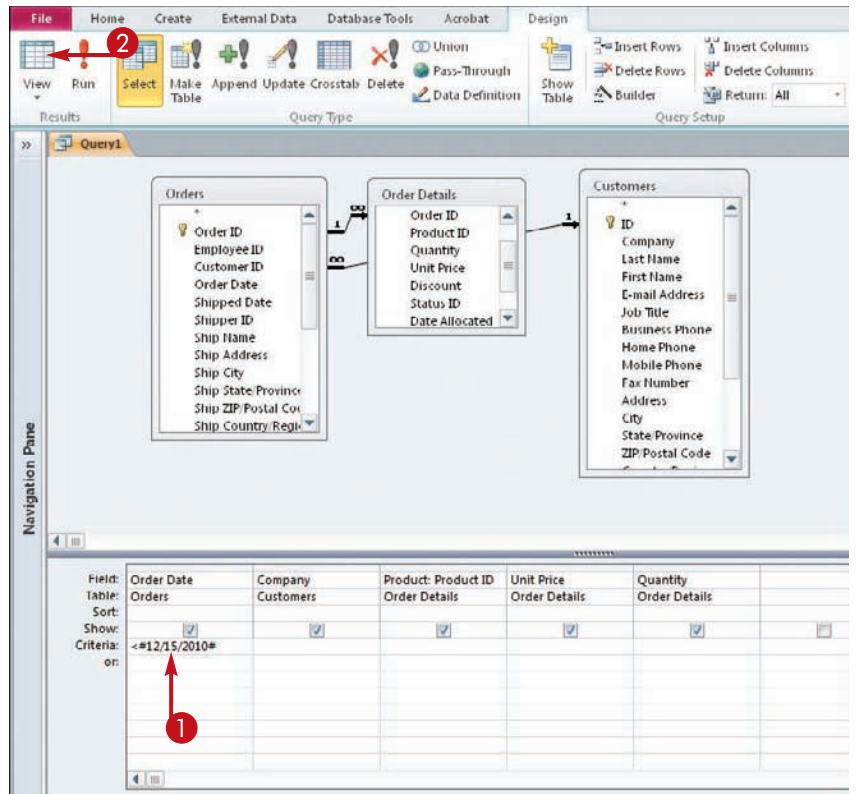 File Home Create External Data Database Tools Acrobat Design
2
View Run Select Make Table Append Update Crosstab Delete
Union
Pass-Through
Data Definition
Show Table
Insert Rows
Delete Rows
Builder
Insert Columns
Delete Columns
Return: All
Results Query Type Query Setup
» Query1
Navigation Pane
Orders
*
Order ID
Employee ID
Customer ID
Order Date
Shipped Date
Shipper ID
Ship Name
Ship Address
Ship City
Ship State/Province
Ship ZIP/Postal Co
Ship Country/Regi
1 ∞
∞
Order Details
Order ID
Product ID
Quantity
Unit Price
Discount
Status ID
Date Allocated
1
Customers
*
ID
Company
Last Name
First Name
E-mail Address
Job Title
Business Phone
Home Phone
Mobile Phone
Fax Number
Address
City
State/Province
ZIP/Postal Code
Field: Order Date Company Product: Product ID Unit Price Quantity
Table: Orders Customers Order Details Order Details Order Details
Sort:
Show:
Criteria: <#12/15/2010#
or:
1